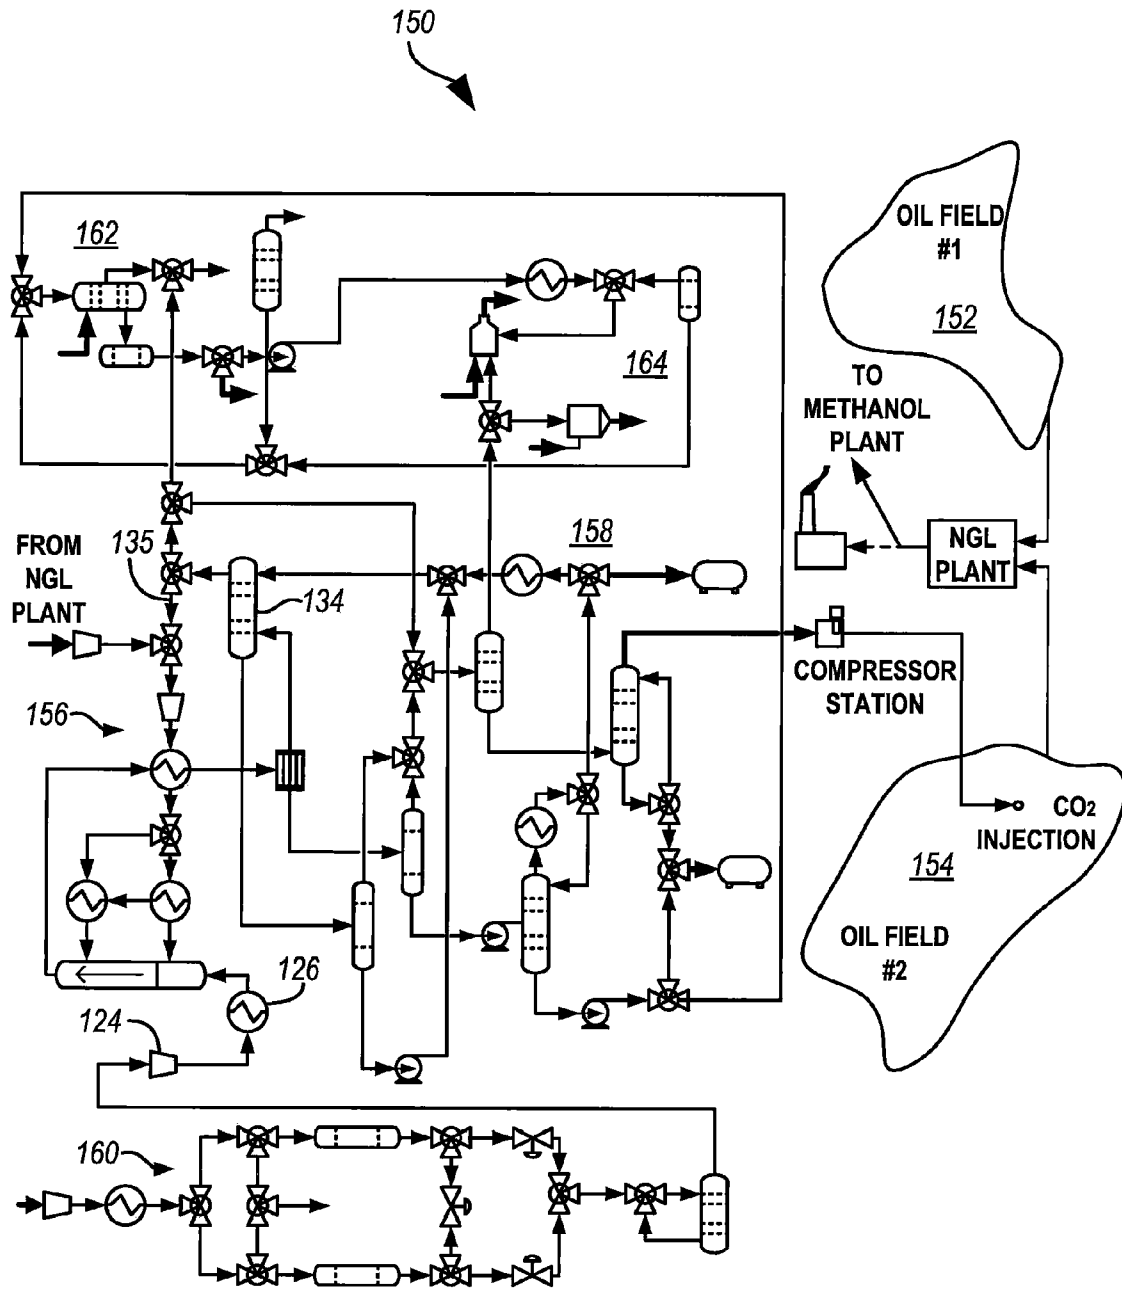 150
162
OIL FIELD
#1
152
164
TO
METHANOL
PLANT
FROM
NGL
PLANT
135
134
158
NGL
PLANT
COMPRESSOR
STATION
156
CO2
INJECTION
154
OIL FIELD
#2
126
124
160